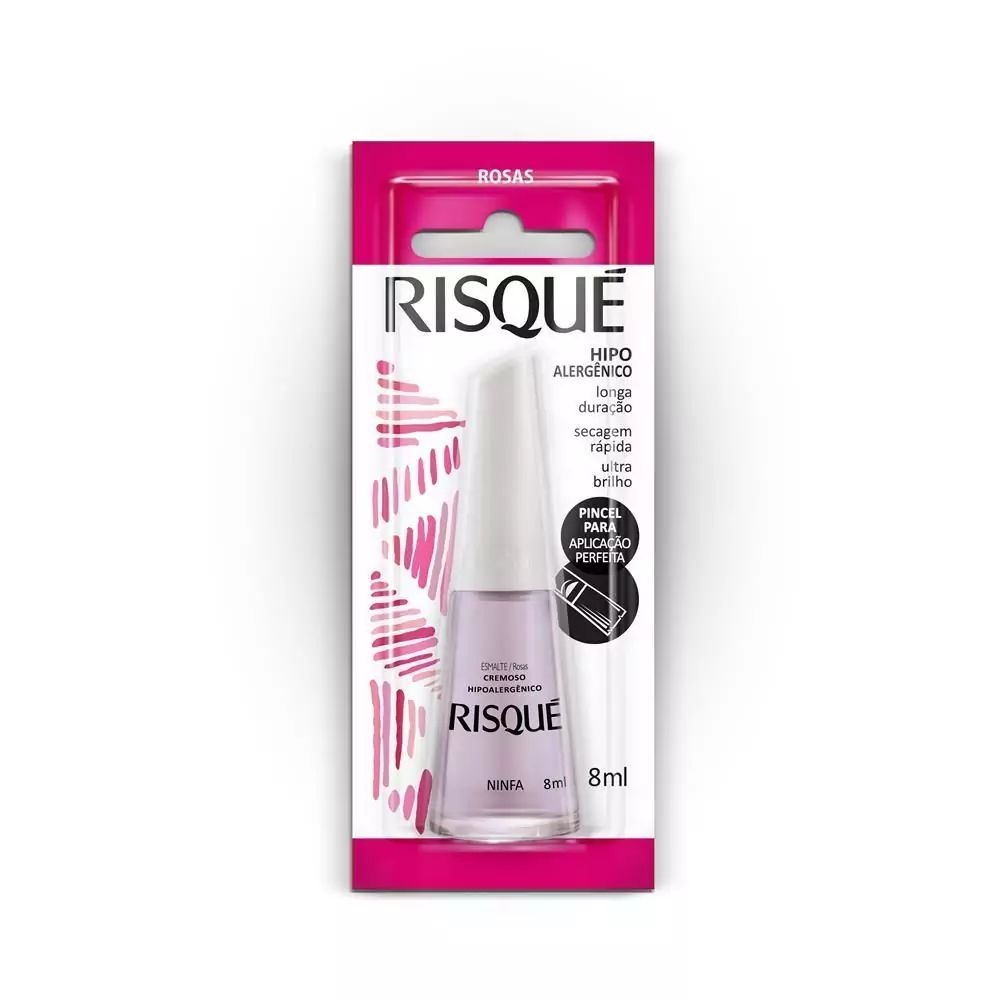 ROSAS
RISQUÉ
HIPO
ALERGÊNICO
longa
duração
secagem
rápida
ultra
brilho
PINCEL
PARA
APLICAÇÃO
PERFEITA
ESMALTE / Rosas
CREMOSO
HIPOALERGÊNICO
RISQUÉ
NINFA 8ml
8ml